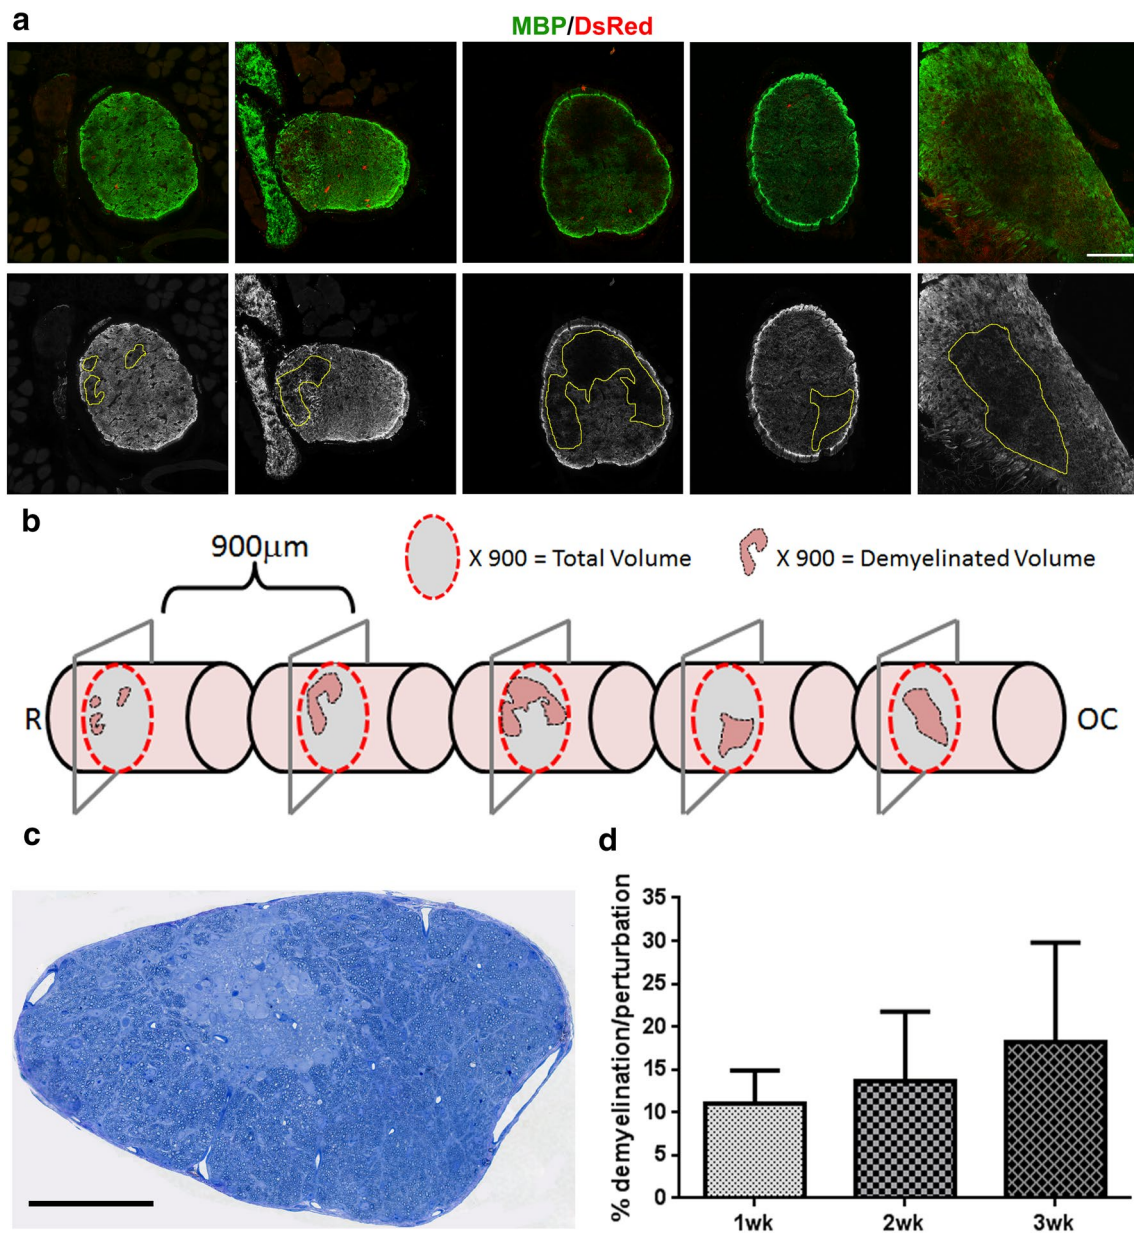 a
MBP/DsRed
b
900μm
X 900 = Total Volume
X 900 = Demyelinated Volume
R
OC
c
d
% demyelination/perturbation
35
30
25
20
15
10
5
0
1wk
2wk
3wk